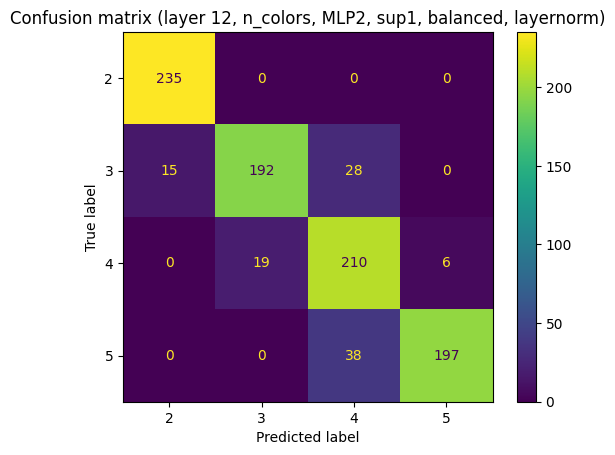 Confusion matrix (layer 12, n_colors, MLP2, sup1, balanced, layernorm)
2 235 0 0 0
3 15 192 28 0
4 0 19 210 6
5 0 0 38 197
2 3 4 5
Predicted label
True label
200
150
100
50
0